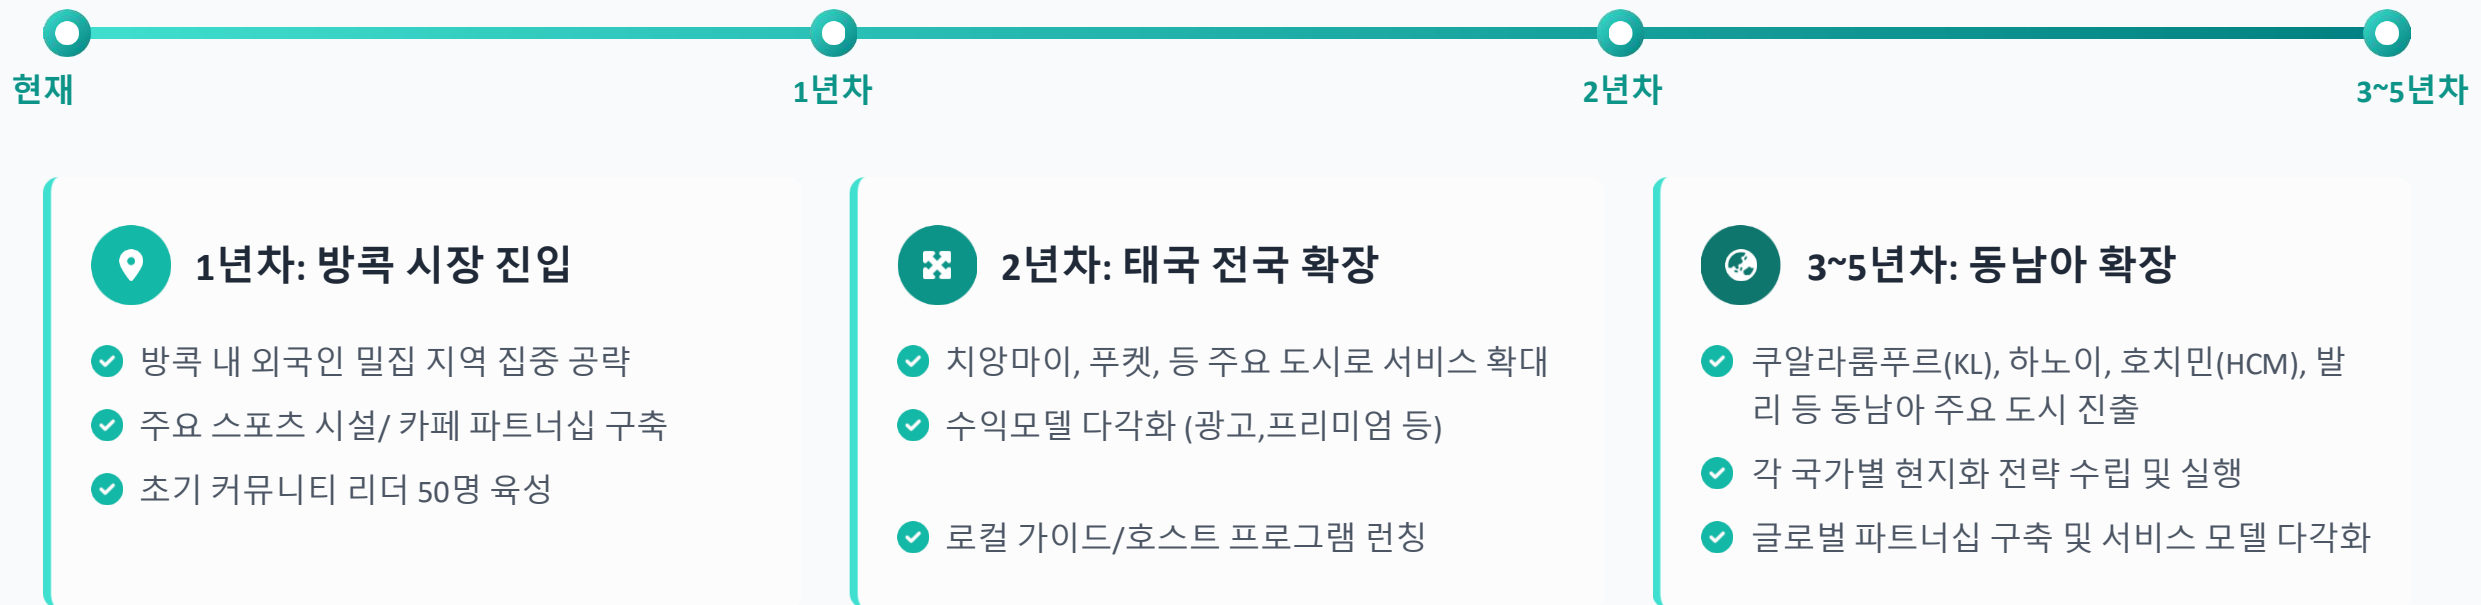 현재
1년차
2년차
3~5년차
1년차: 방콕 시장 진입
방콕 내 외국인 밀집 지역 집중 공략
주요 스포츠 시설/ 카페 파트너십 구축
초기 커뮤니티 리더 50명 육성
2년차: 태국 전국 확장
치앙마이, 푸켓, 등 주요 도시로 서비스 확대
수익모델 다각화 (광고,프리미엄 등)
로컬 가이드/호스트 프로그램 런칭
3~5년차: 동남아 확장
쿠알라룸푸르(KL), 하노이, 호치민(HCM), 발
리 등 동남아 주요 도시 진출
각 국가별 현지화 전략 수립 및 실행
글로벌 파트너십 구축 및 서비스 모델 다각화